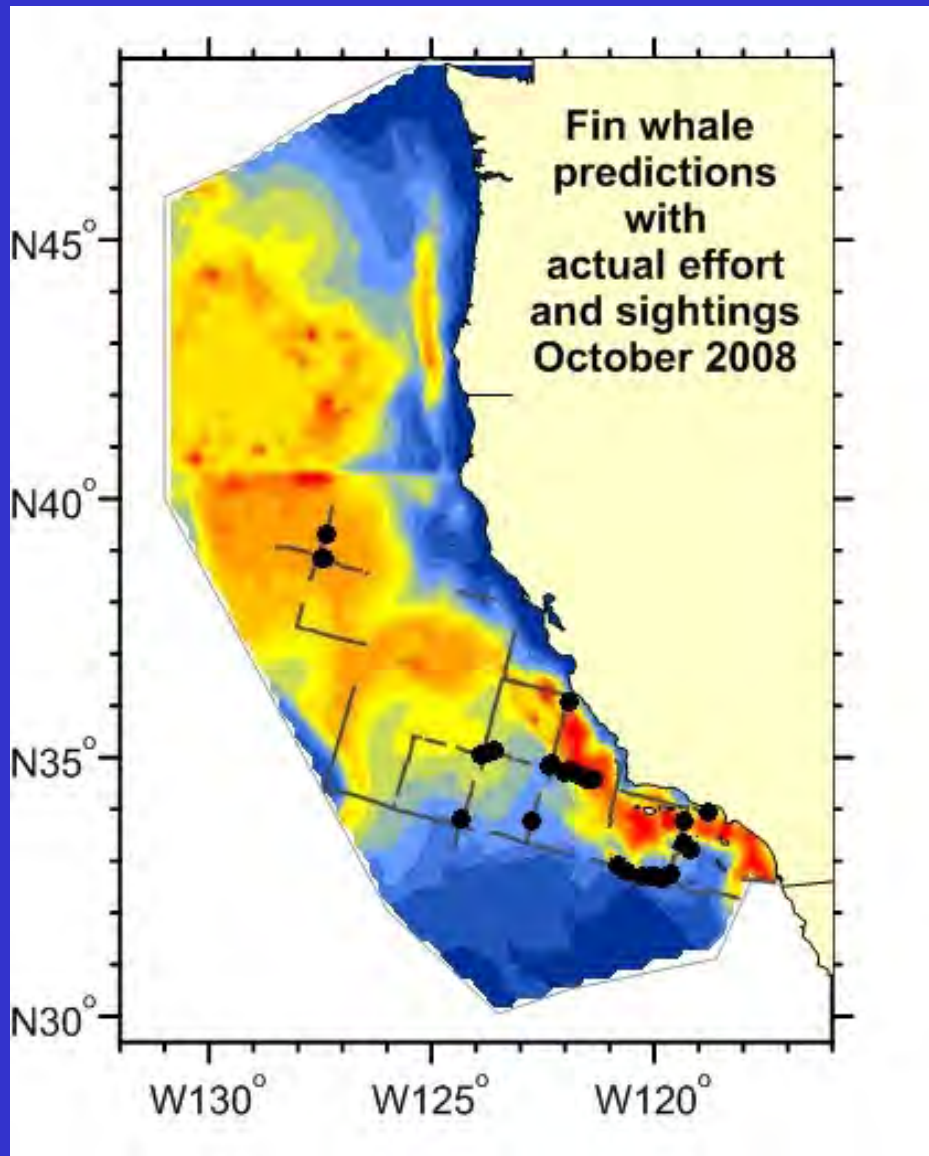 Fin whale
predictions
with
actual effort
and sightings
October 2008
N45°
N40°
N35°
N30°
W130° W125° W120°